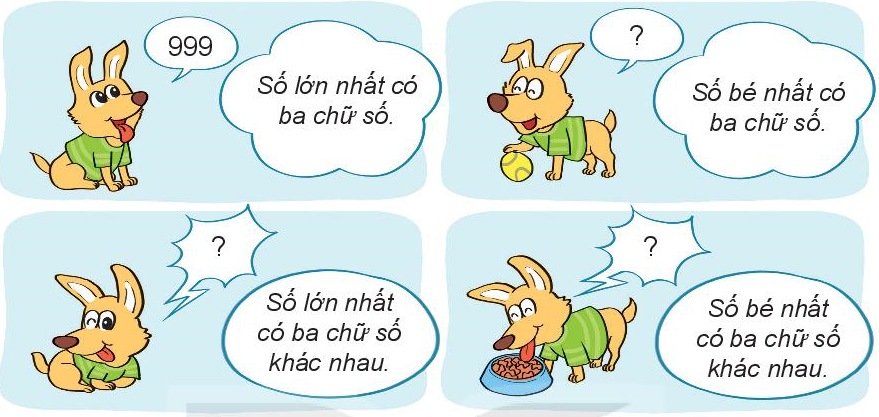 999
Số lớn nhất có
ba chữ số.
?
Số bé nhất có
ba chữ số.
?
Số lớn nhất
có ba chữ số
khác nhau.
?
Số bé nhất
có ba chữ số
khác nhau.